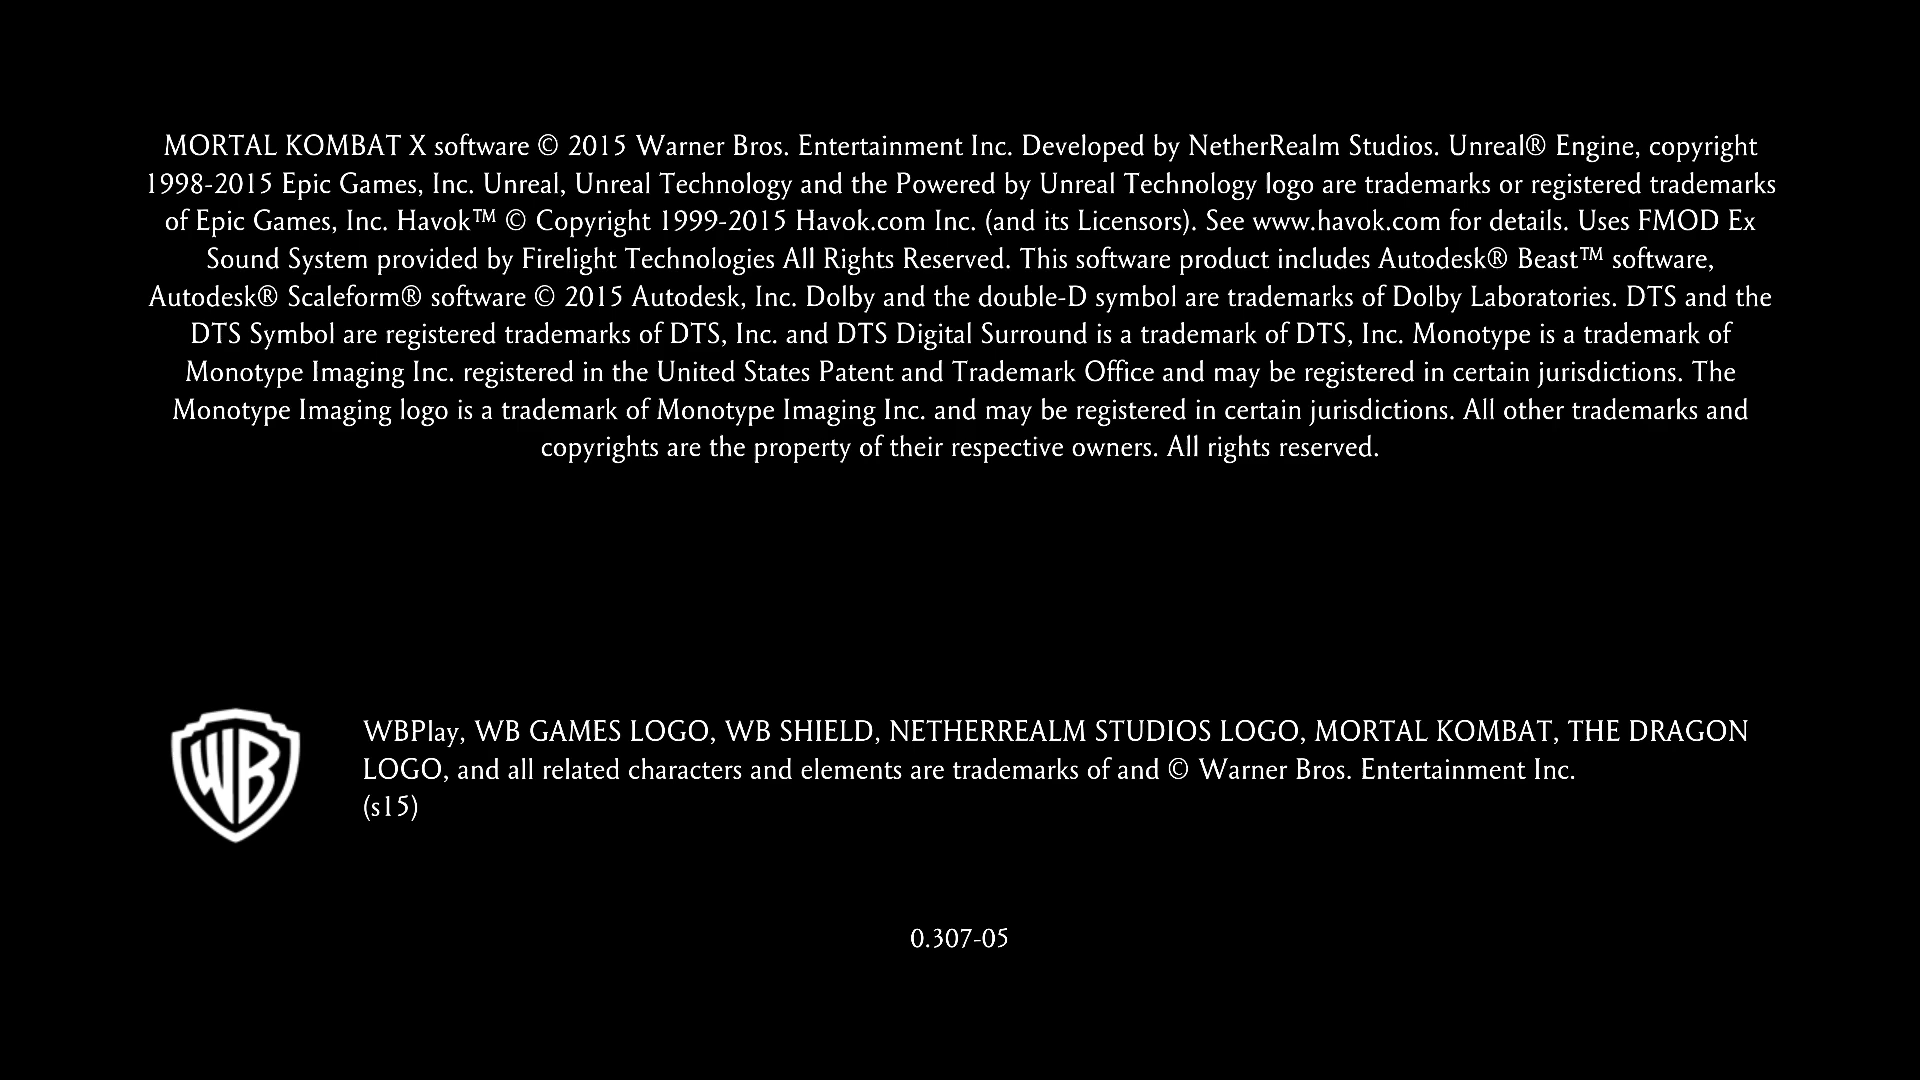 MORTAL KOMBAT X software © 2015 Warner Bros. Entertainment Inc. Developed by NetherRealm Studios. Unreal® Engine, copyright
1998-2015 Epic Games, Inc. Unreal, Unreal Technology and the Powered by Unreal Technology logo are trademarks or registered trademarks
of Epic Games, Inc. Havok™ © Copyright 1999-2015 Havok.com Inc. (and its Licensors). See www.havok.com for details. Uses FMOD Ex
Sound System provided by Firelight Technologies All Rights Reserved. This software product includes Autodesk® Beast™ software,
Autodesk® Scaleform® software © 2015 Autodesk, Inc. Dolby and the double-D symbol are trademarks of Dolby Laboratories. DTS and the
DTS Symbol are registered trademarks of DTS, Inc. and DTS Digital Surround is a trademark of DTS, Inc. Monotype is a trademark of
Monotype Imaging Inc. registered in the United States Patent and Trademark Office and may be registered in certain jurisdictions. The
Monotype Imaging logo is a trademark of Monotype Imaging Inc. and may be registered in certain jurisdictions. All other trademarks and
copyrights are the property of their respective owners. All rights reserved.
WB
WBPlay, WB GAMES LOGO, WB SHIELD, NETHERREALM STUDIOS LOGO, MORTAL KOMBAT, THE DRAGON
LOGO, and all related characters and elements are trademarks of and © Warner Bros. Entertainment Inc.
(s15)
0.307-05